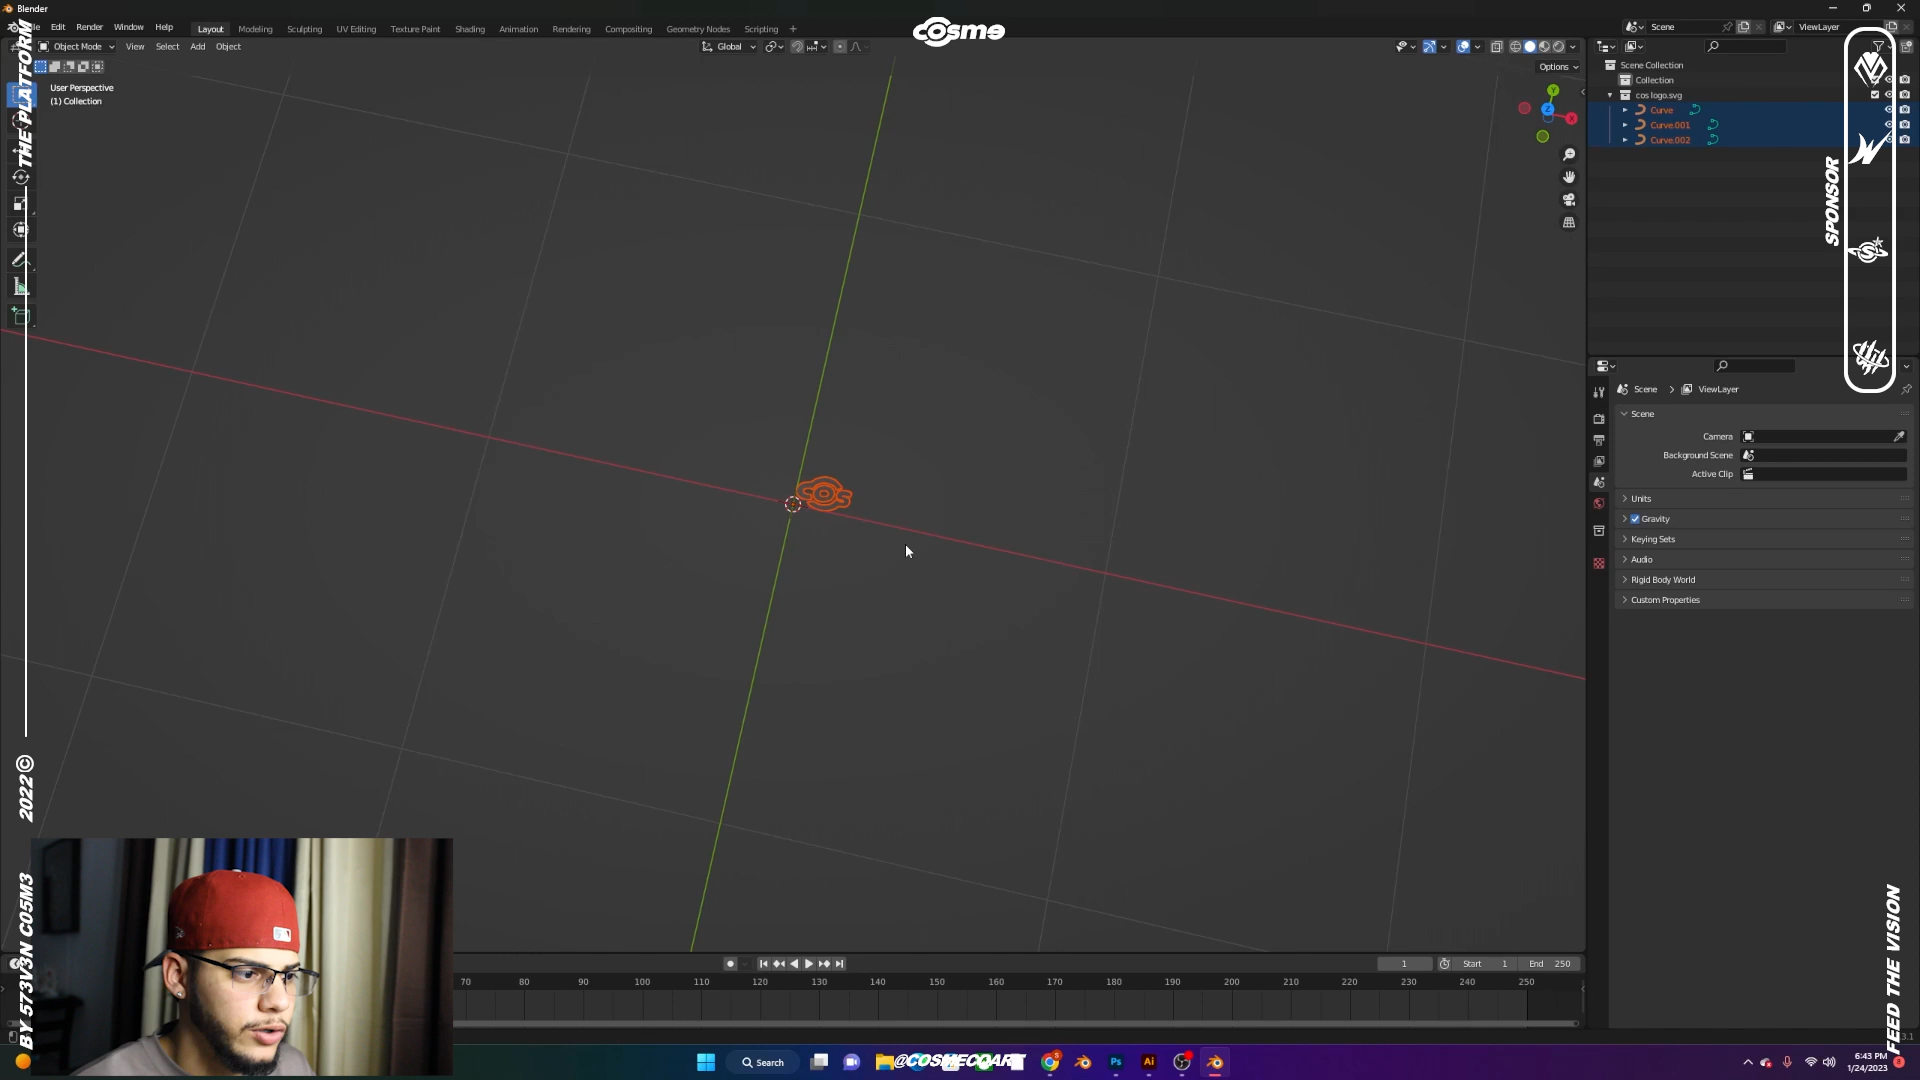 Blender
Edit Render Window Help Layout Modeling Sculpting UV Editing Texture Paint Shading Animation Rendering Compositing Geometry Nodes Scripting +
cosme
Scene ViewLayer
Object Mode View Select Add Object Global
Options
User Perspective
(1) Collection
Y
Z
X
Scene Collection
Collection
cos logo.svg
Curve
Curve.001
Curve.002
THE PLATFORM
2022©
BY 573V3N C05M3
SPONSOR
FEED THE VISION
cos
Scene > ViewLayer
Scene
Camera
Background Scene
Active Clip
Units
Gravity
Keying Sets
Audio
Rigid Body World
Custom Properties
1 Start 1 End 250
70 80 90 100 110 120 130 140 150 160 170 180 190 200 210 220 230 240 250
Search
@COSMECOART
Ps
Ai
6:43 PM
1/24/2023